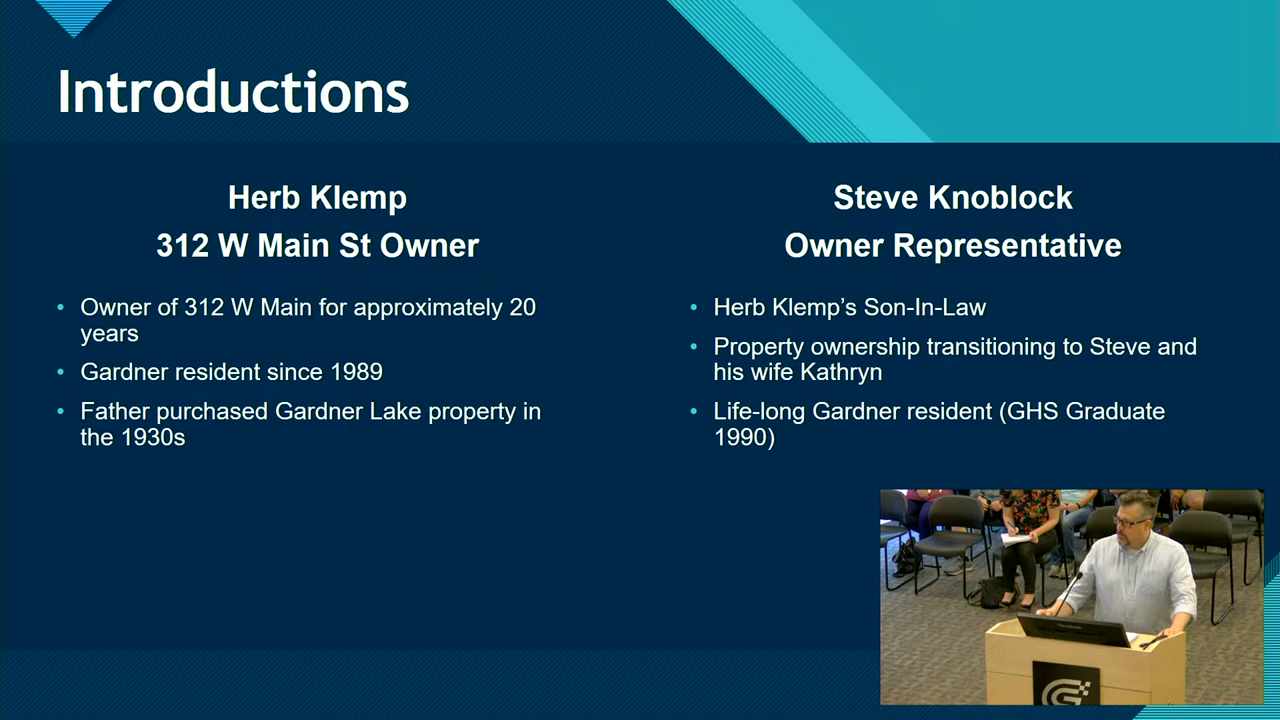 Introductions
Herb Klemp
312 W Main St Owner
• Owner of 312 W Main for approximately 20
years
• Gardner resident since 1989
• Father purchased Gardner Lake property in
the 1930s
Steve Knoblock
Owner Representative
• Herb Klemp’s Son-In-Law
• Property ownership transitioning to Steve and
his wife Kathryn
• Life-long Gardner resident (GHS Graduate
1990)